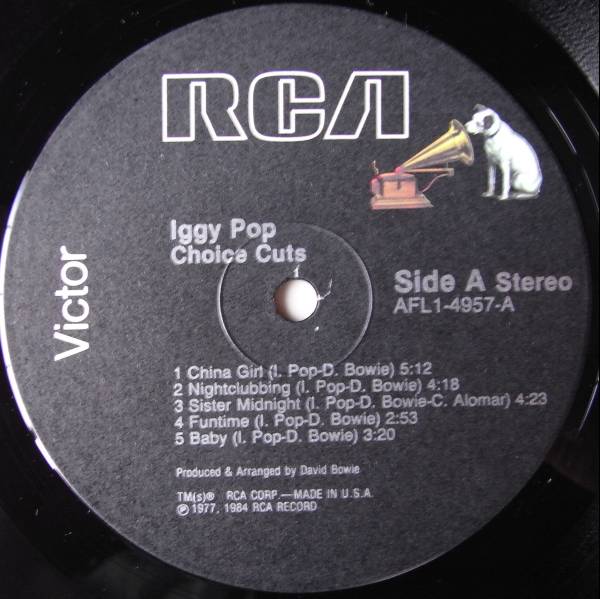 RCA
Victor
Iggy Pop
Choice Cuts
Side A Stereo
AFL1-4957-A
1 China Girl (I. Pop-D. Bowie) 5:12
2 Nightclubbing (I. Pop-D. Bowie) 4:18
3 Sister Midnight (I. Pop-D. Bowie-C. Alomar) 4:23
4 Funtime (I. Pop-D. Bowie) 2:53
5 Baby (I. Pop-D. Bowie) 3:20
Produced & Arranged by David Bowie
TM(s)® RCA CORP.—MADE IN U.S.A.
℗ 1977, 1984 RCA RECORD